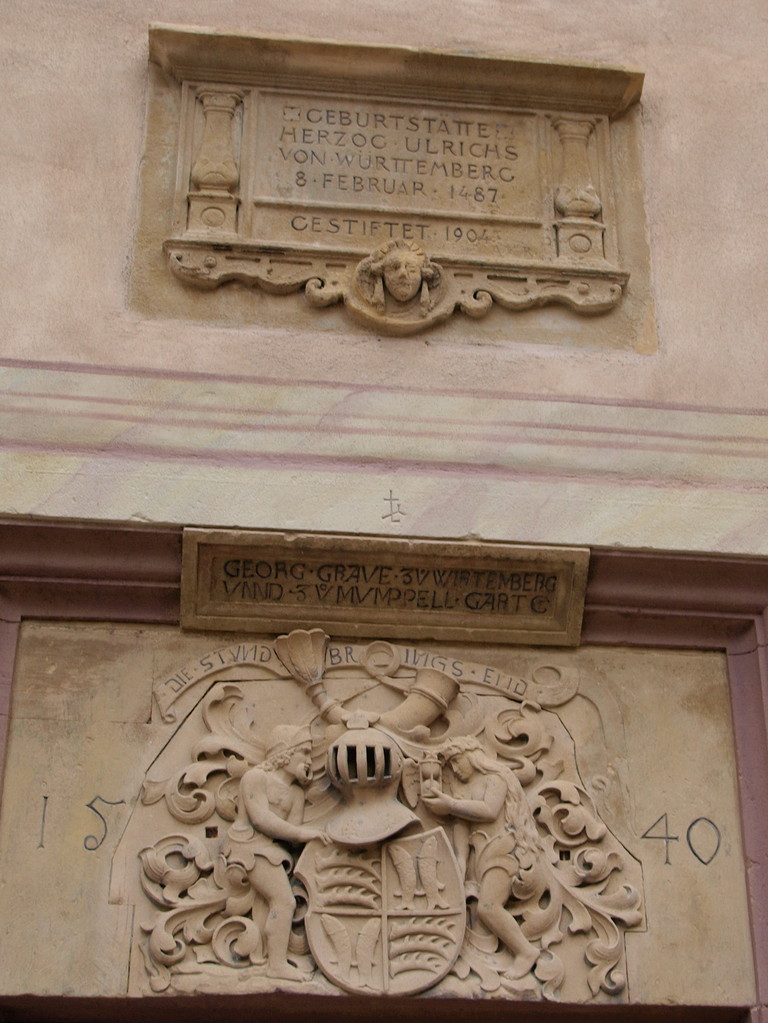 GEBURTSTÄTTE
HERZOG · ULRICHS
VON · WÜRTTEMBERG
8 · FEBRUAR · 1487 ·
GESTIFTET · 1904 ·
GEORG · GRAVE · ZV WIRTEMBERG
VNND · ZV̊ MVMPPELL · GART ·
DIE · STVND BRINGS · END
15 40